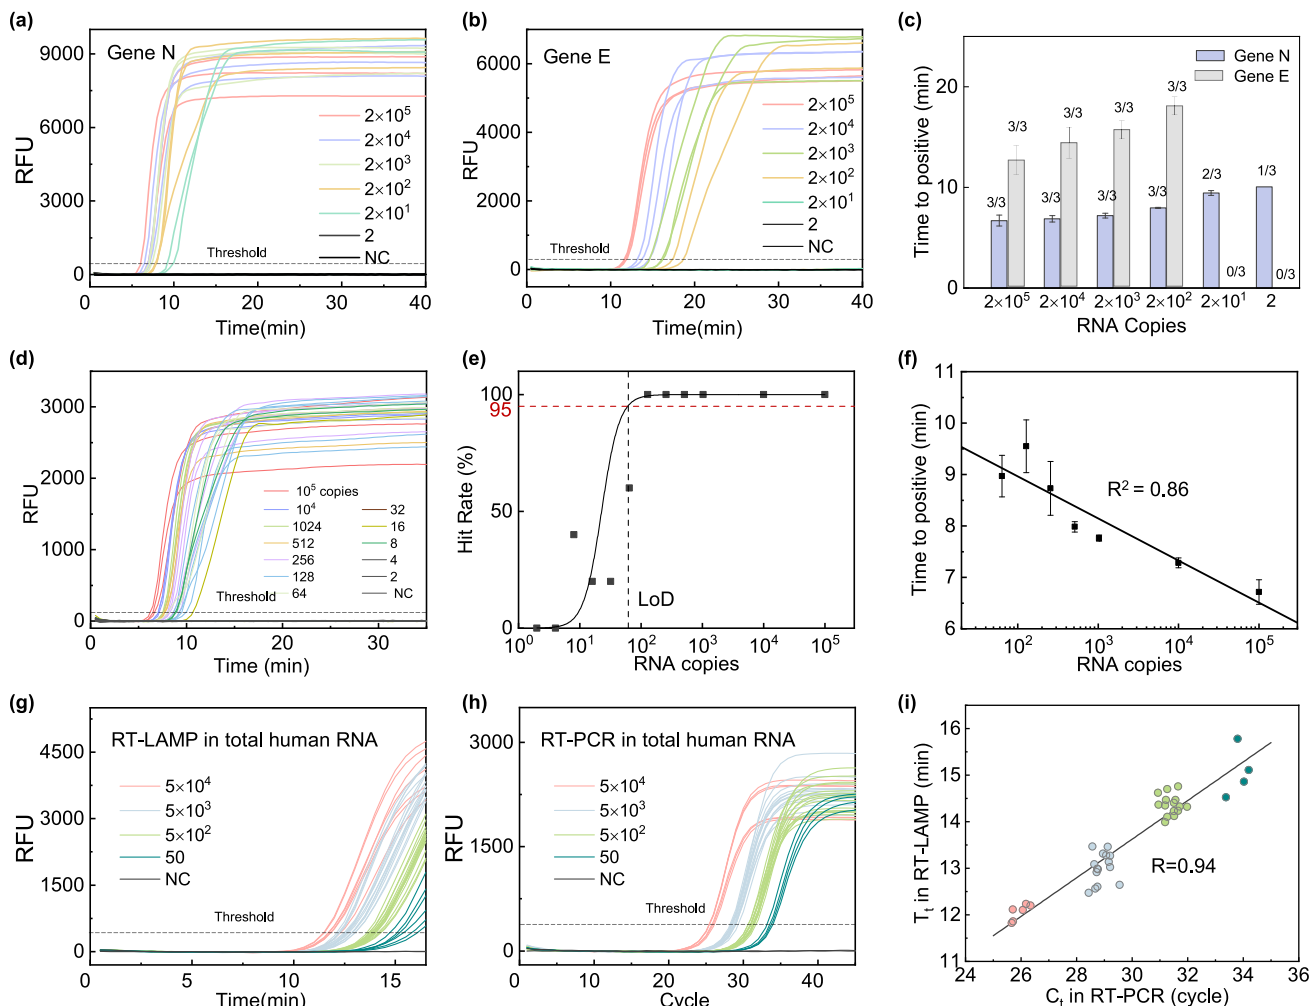 (a)
Gene N
RFU
9000
6000
3000
0
2×10⁵
2×10⁴
2×10³
2×10²
2×10¹
2
NC
Threshold
0 10 20 30 40
Time(min)
(b)
Gene E
RFU
6000
4000
2000
0
2×10⁵
2×10⁴
2×10³
2×10²
2×10¹
2
NC
Threshold
0 10 20 30 40
Time(min)
(c)
Time to positive (min)
20
10
0
Gene N
Gene E
3/3 3/3 3/3 3/3 3/3 3/3 3/3 3/3 2/3 0/3 1/3 0/3
2×10⁵ 2×10⁴ 2×10³ 2×10² 2×10¹ 2
RNA Copies
(d)
RFU
3000
2000
1000
0
10⁵ copies
10⁴
1024
512
256
128
64
32
16
8
4
2
NC
Threshold
0 10 20 30
Time (min)
(e)
Hit Rate (%)
100
95
50
0
LoD
10⁰ 10¹ 10² 10³ 10⁴ 10⁵
RNA copies
(f)
Time to positive (min)
11
10
9
8
7
6
R² = 0.86
10² 10³ 10⁴ 10⁵
RNA copies
(g)
RT-LAMP in total human RNA
RFU
4500
3000
1500
0
5×10⁴
5×10³
5×10²
50
NC
Threshold
0 5 10 15
Time(min)
(h)
RT-PCR in total human RNA
RFU
3000
1500
0
5×10⁴
5×10³
5×10²
50
NC
Threshold
0 10 20 30 40
Cycle
(i)
Tₜ in RT-LAMP (min)
16
15
14
13
12
11
R=0.94
24 26 28 30 32 34 36
Cₜ in RT-PCR (cycle)